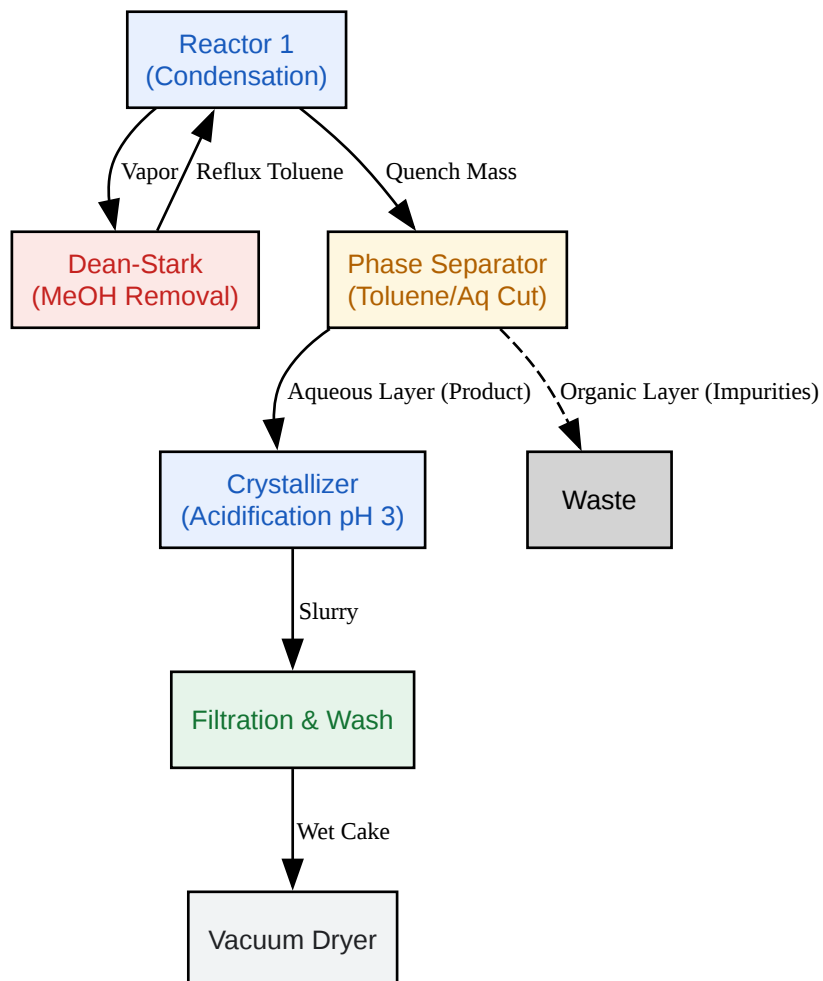 Reactor 1
(Condensation)
Vapor
Reflux Toluene
Quench Mass
Dean-Stark
(MeOH Removal)
Phase Separator
(Toluene/Aq Cut)
Aqueous Layer (Product)
Organic Layer (Impurities)
Crystallizer
(Acidification pH 3)
Waste
Slurry
Filtration & Wash
Wet Cake
Vacuum Dryer